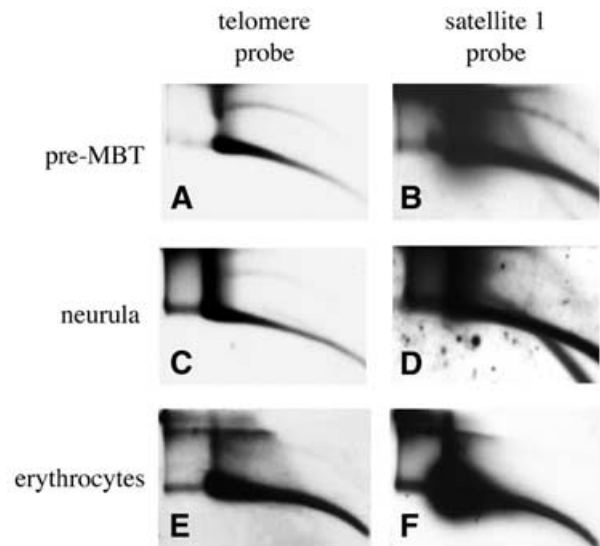 telomere probe
satellite 1 probe
pre-MBT
A
B
neurula
C
D
erythrocytes
E
F